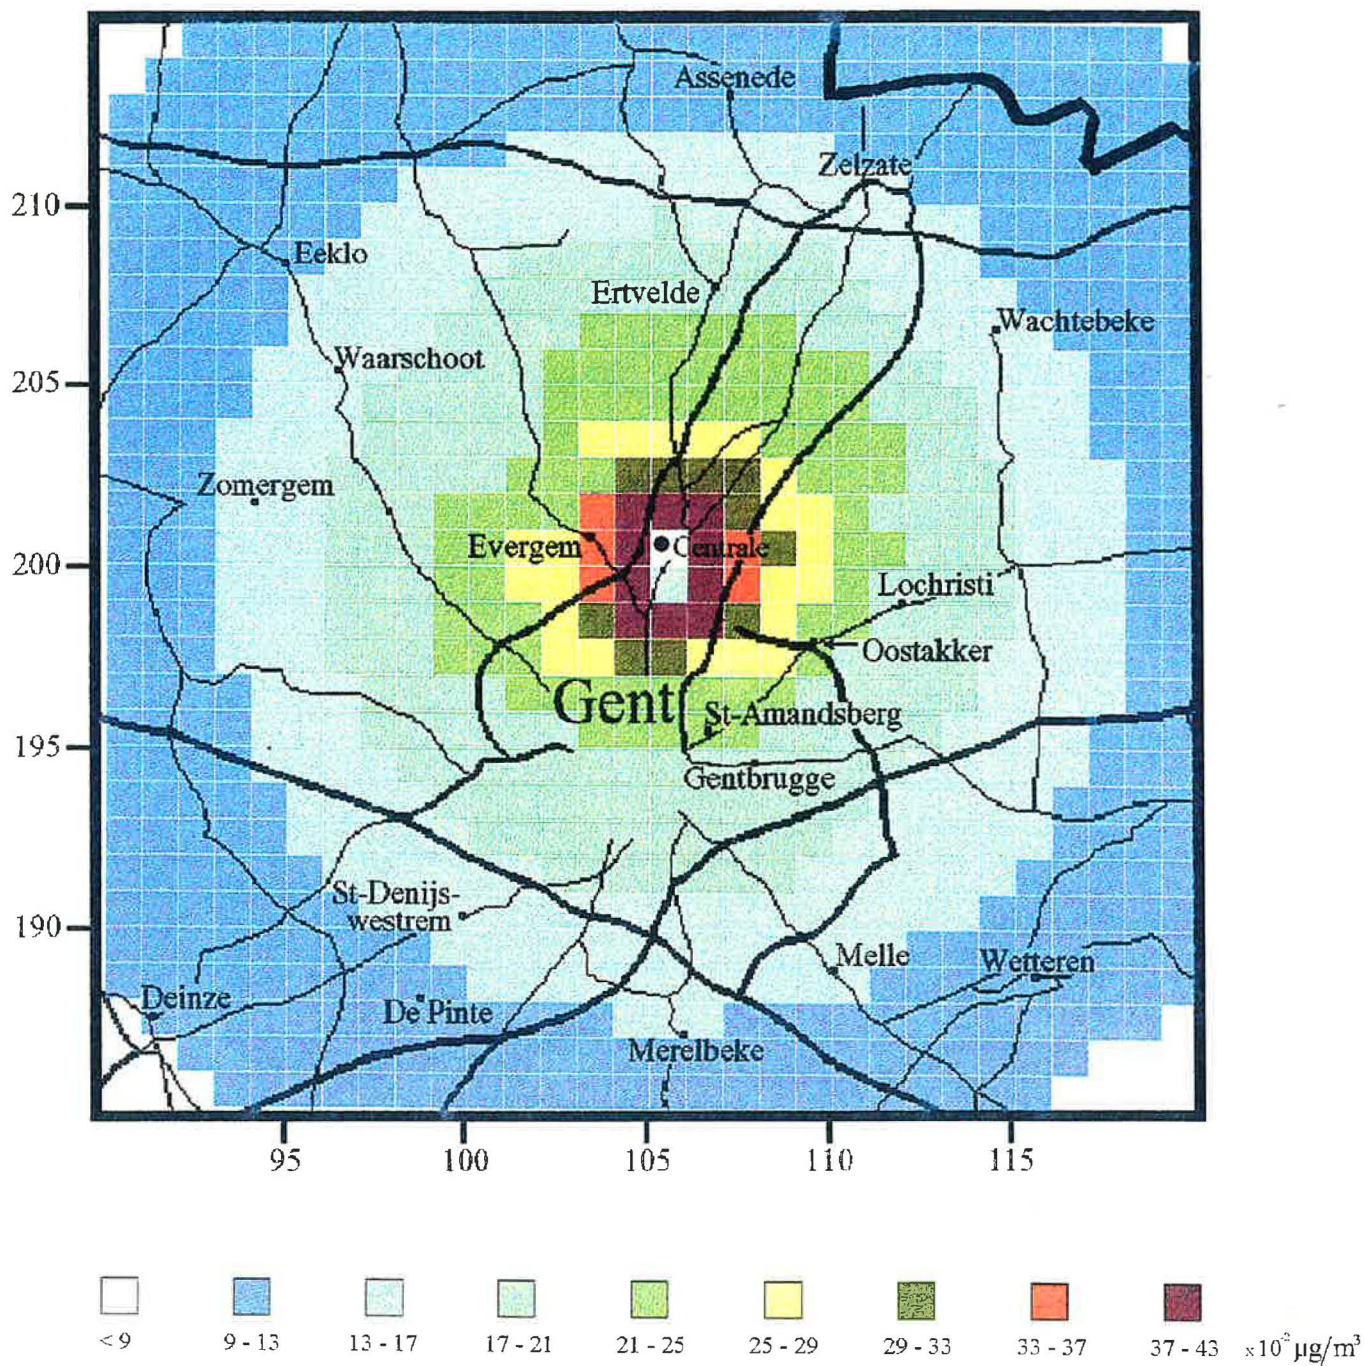 Assenede
Zelzate
210
Eeklo
Ertvelde
Wachtebeke
Waarschoot
205
Zomergem
Evergem
Centrale
200
Lochristi
Oostakker
Gent
St-Amandsberg
195
Gentbrugge
St-Denijs-
westrem
190
Melle
Wetteren
Deinze
De Pinte
Merelbeke
95 100 105 110 115
< 9 9 - 13 13 - 17 17 - 21 21 - 25 25 - 29 29 - 33 33 - 37 37 - 43 x10⁻² µg/m³